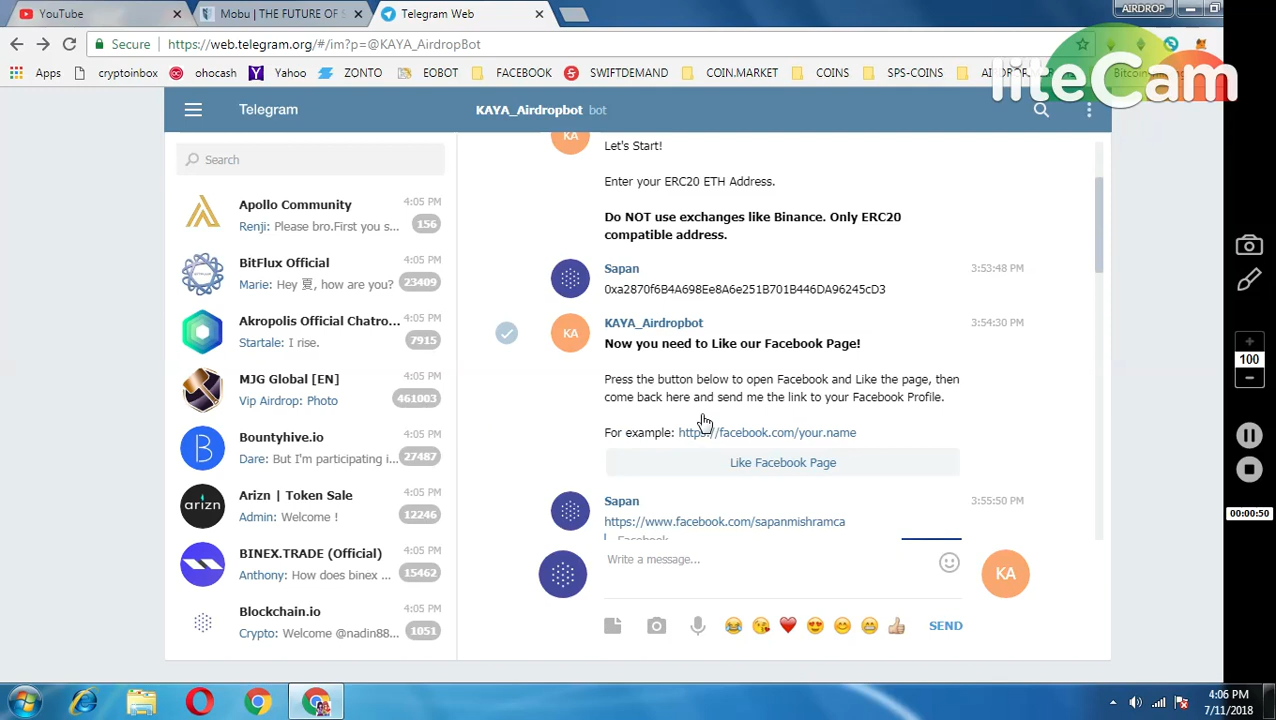 YouTube
Mobu | THE FUTURE OF S
Telegram Web
AIRDROP
Secure
https://web.telegram.org/#/im?p=@KAYA_AirdropBot
Apps
cryptoinbox
ohocash
Yahoo
ZONTO
EOBOT
FACEBOOK
SWIFTDEMAND
COIN.MARKET
COINS
SPS-COINS
liteCam
Telegram
KAYA_Airdropbot bot
Search
Apollo Community 4:05 PM
Renji: Please bro.First you s... 156
BitFlux Official 4:05 PM
Marie: Hey 夏, how are you? 23409
Akropolis Official Chatro... 4:05 PM
Startale: I rise. 7915
MJG Global [EN] 4:05 PM
Vip Airdrop: Photo 461003
Bountyhive.io 4:05 PM
Dare: But I'm participating i... 27487
Arizn | Token Sale 4:05 PM
arizn
Admin: Welcome ! 12246
BINEX.TRADE (Official) 4:05 PM
Anthony: How does binex ... 15462
Blockchain.io 4:05 PM
Crypto: Welcome @nadin88... 1051
KA
Let's Start!
Enter your ERC20 ETH Address.
Do NOT use exchanges like Binance. Only ERC20
compatible address.
Sapan 3:53:48 PM
0xa2870f6B4A698Ee8A6e251B701B446DA96245cD3
KA
KAYA_Airdropbot 3:54:30 PM
Now you need to Like our Facebook Page!
Press the button below to open Facebook and Like the page, then
come back here and send me the link to your Facebook Profile.
For example: https://facebook.com/your.name
Like Facebook Page
Sapan 3:55:50 PM
https://www.facebook.com/sapanmishramca
Facebook
Write a message...
KA
SEND
100
00:00:50
4:06 PM
7/11/2018